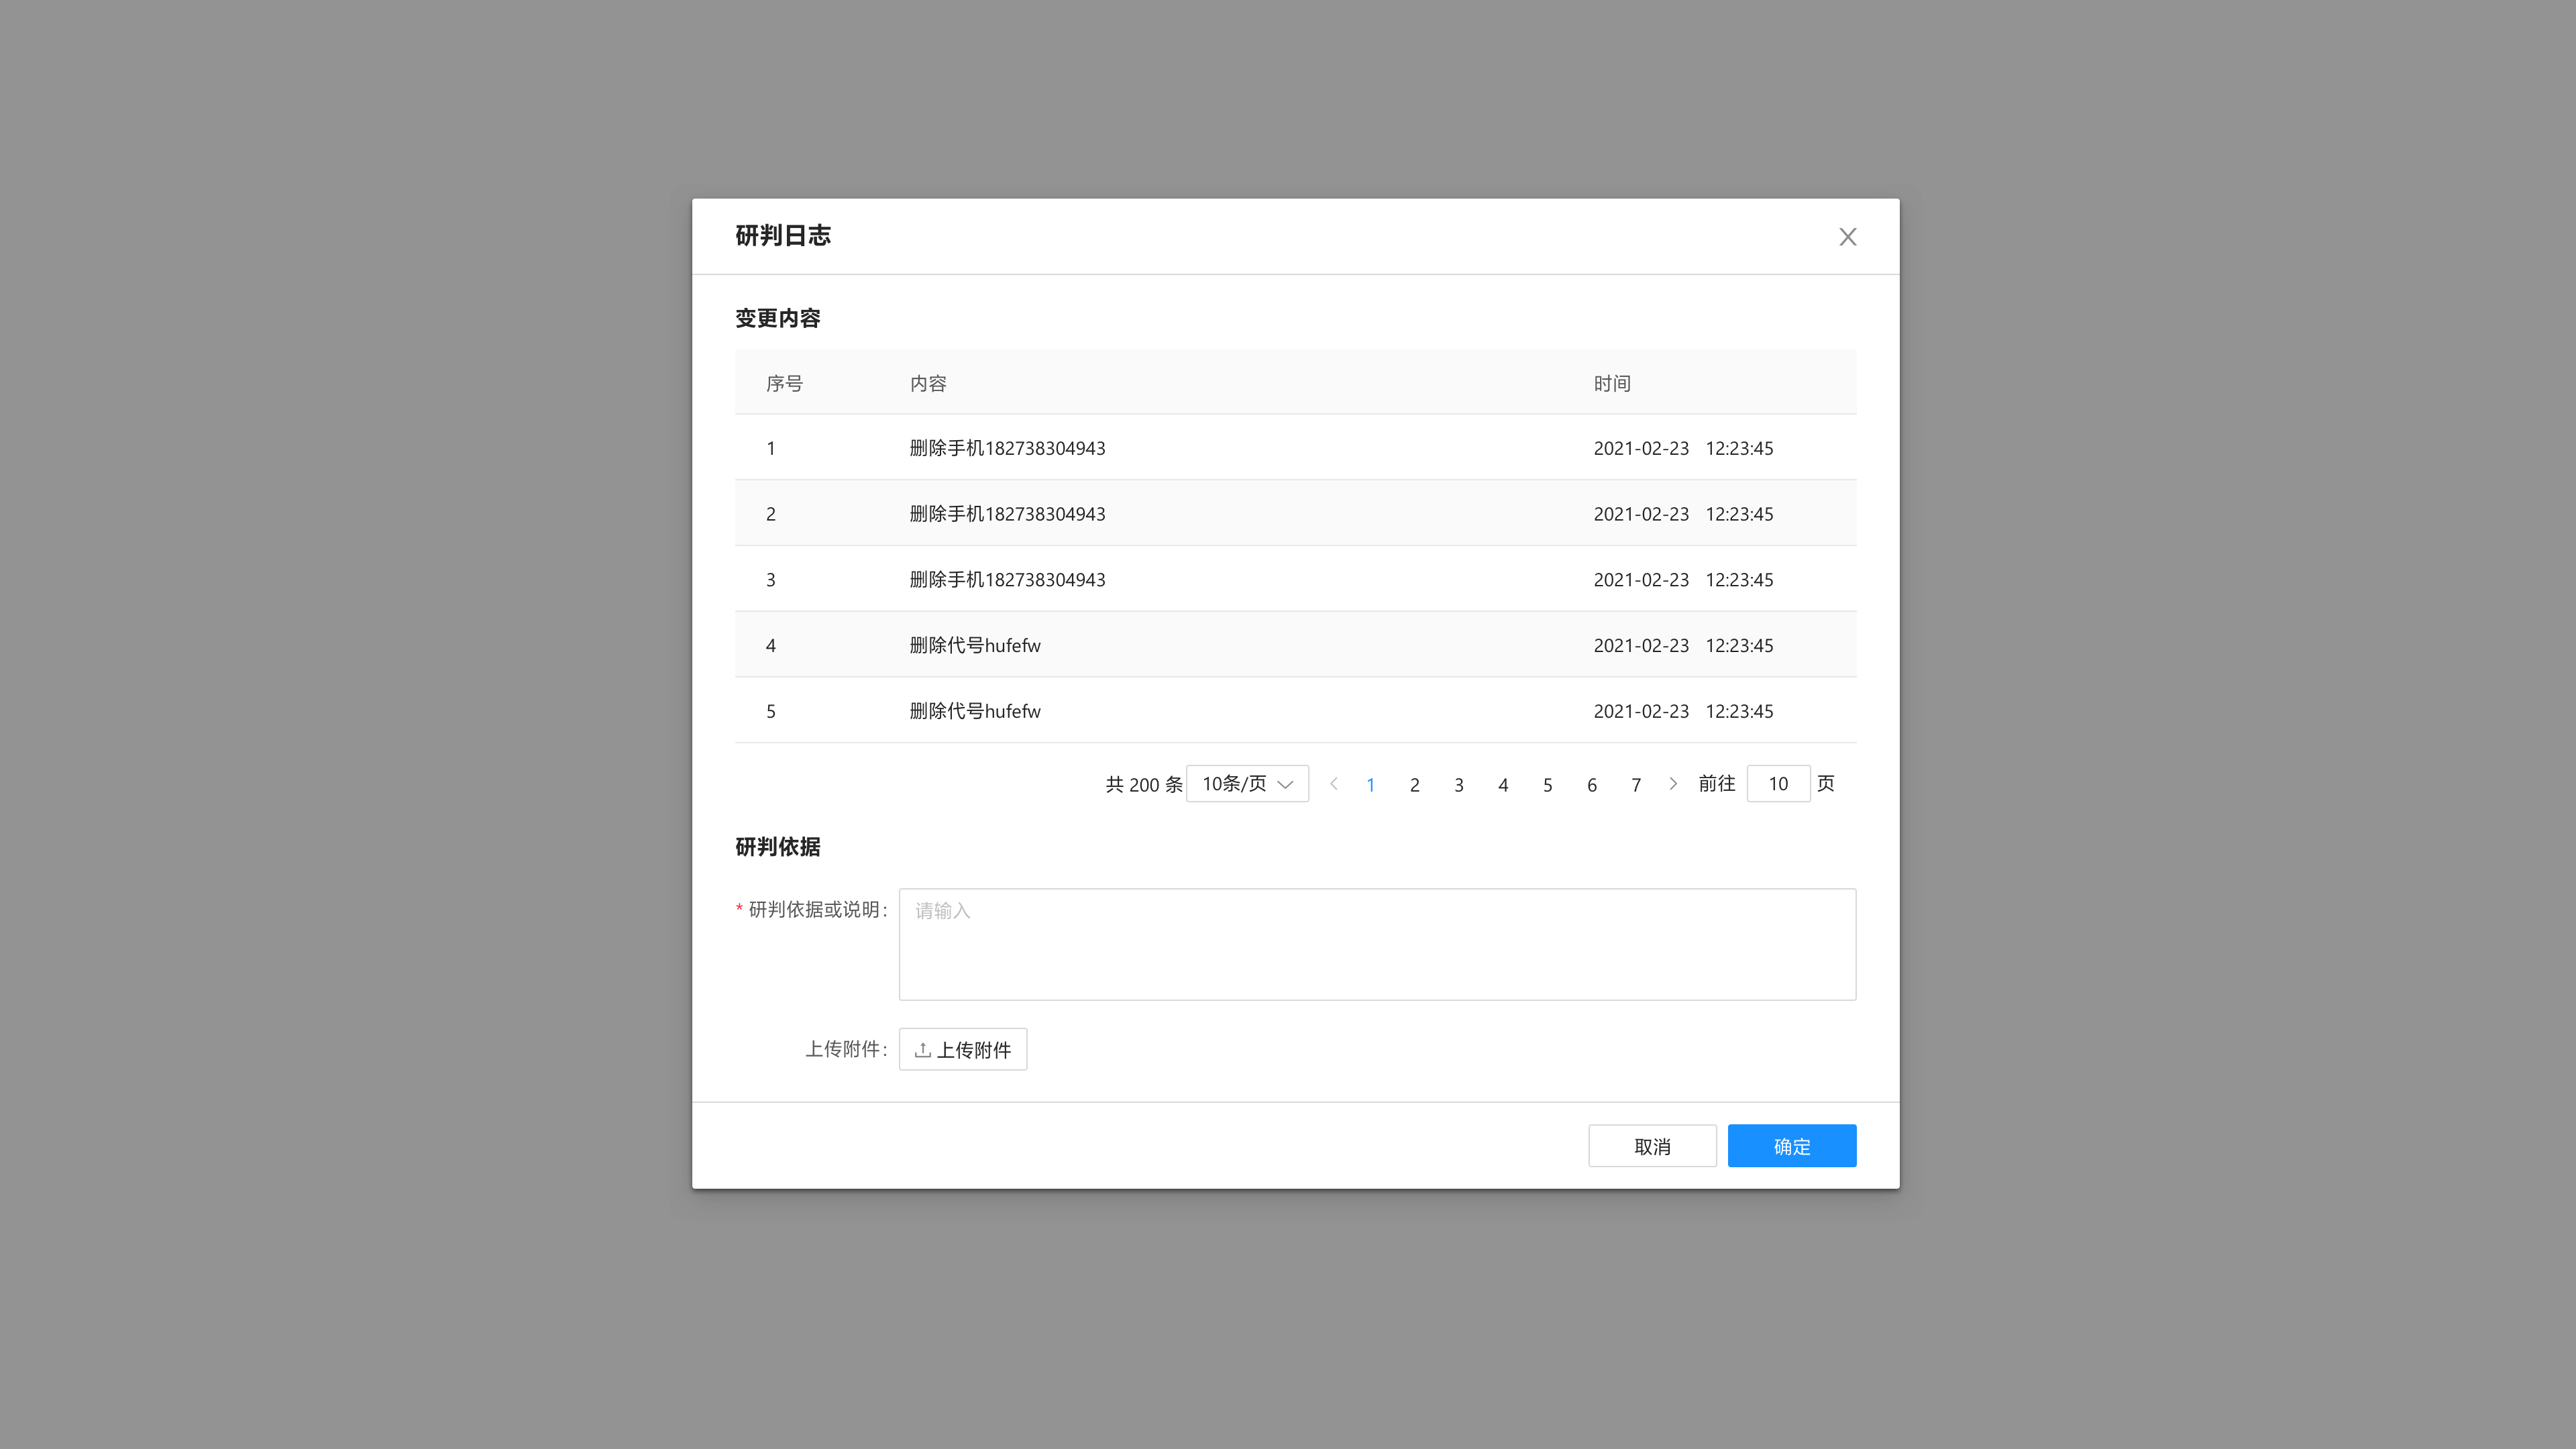 研判日志
变更内容
序号 内容 时间
1 删除手机182738304943 2021-02-23 12:23:45
2 删除手机182738304943 2021-02-23 12:23:45
3 删除手机182738304943 2021-02-23 12:23:45
4 删除代号hufefw 2021-02-23 12:23:45
5 删除代号hufefw 2021-02-23 12:23:45
共 200 条 10条/页 1 2 3 4 5 6 7 前往 10 页
研判依据
* 研判依据或说明: 请输入
上传附件: 上传附件
取消 确定